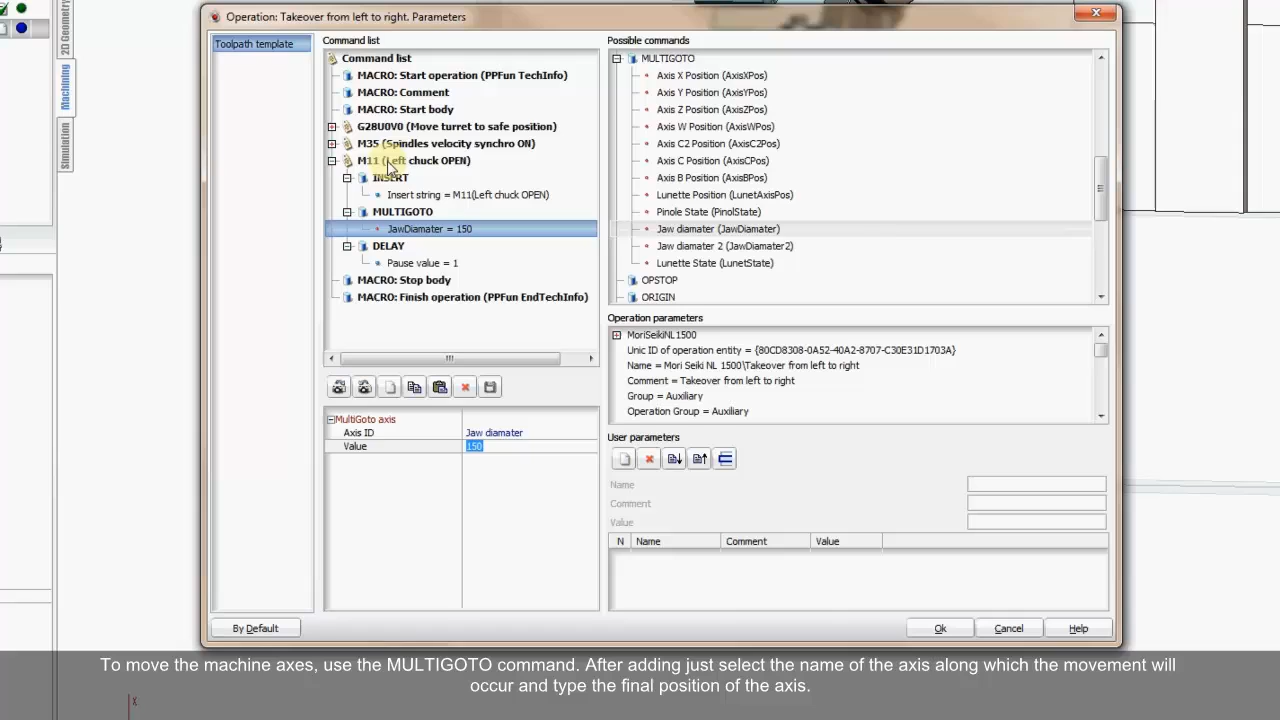 Operation: Takeover from left to right. Parameters
2D Geometry
Machining
Simulation
Toolpath template
Command list
Command list
MACRO: Start operation (PPFun TechInfo)
MACRO: Comment
MACRO: Start body
G28U0V0 (Move turret to safe position)
M35 (Spindles velocity synchro ON)
M11 (Left chuck OPEN)
INSERT
Insert string = M11(Left chuck OPEN)
MULTIGOTO
JawDiamater = 150
DELAY
Pause value = 1
MACRO: Stop body
MACRO: Finish operation (PPFun EndTechInfo)
MultiGoto axis
Axis ID Jaw diamater
Value 150
Possible commands
MULTIGOTO
Axis X Position (AxisXPos)
Axis Y Position (AxisYPos)
Axis Z Position (AxisZPos)
Axis W Position (AxisWPos)
Axis C2 Position (AxisC2Pos)
Axis C Position (AxisCPos)
Axis B Position (AxisBPos)
Lunette Position (LunetAxisPos)
Pinole State (PinolState)
Jaw diamater (JawDiamater)
Jaw diamater 2 (JawDiamater2)
Lunette State (LunetState)
OPSTOP
ORIGIN
Operation parameters
MoriSeikiNL1500
Unic ID of operation entity = {80CD8308-0A52-40A2-8707-C30E31D1703A}
Name = Mori Seiki NL 1500\Takeover from left to right
Comment = Takeover from left to right
Group = Auxiliary
Operation Group = Auxiliary
User parameters
Name
Comment
Value
N Name Comment Value
By Default
Ok Cancel Help
To move the machine axes, use the MULTIGOTO command. After adding just select the name of the axis along which the movement will
occur and type the final position of the axis.
X